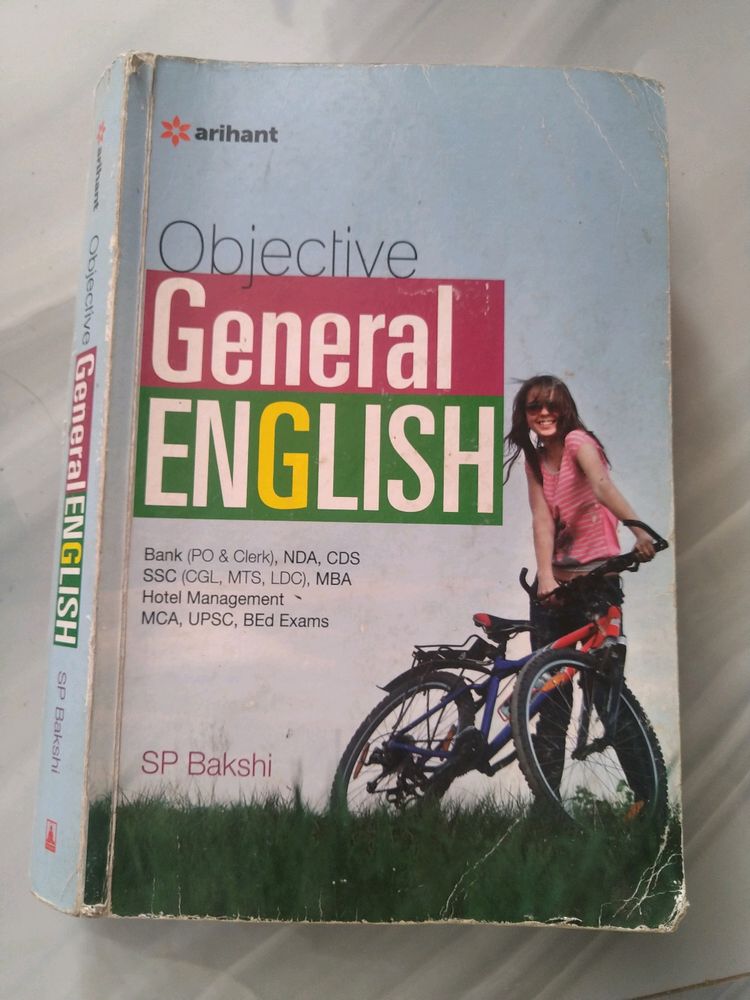 arihant
Objective
General
ENGLISH
Bank (PO & Clerk), NDA, CDS
SSC (CGL, MTS, LDC), MBA
Hotel Management
MCA, UPSC, BEd Exams
SP Bakshi
arihant
Objective General ENGLISH
SP Bakshi